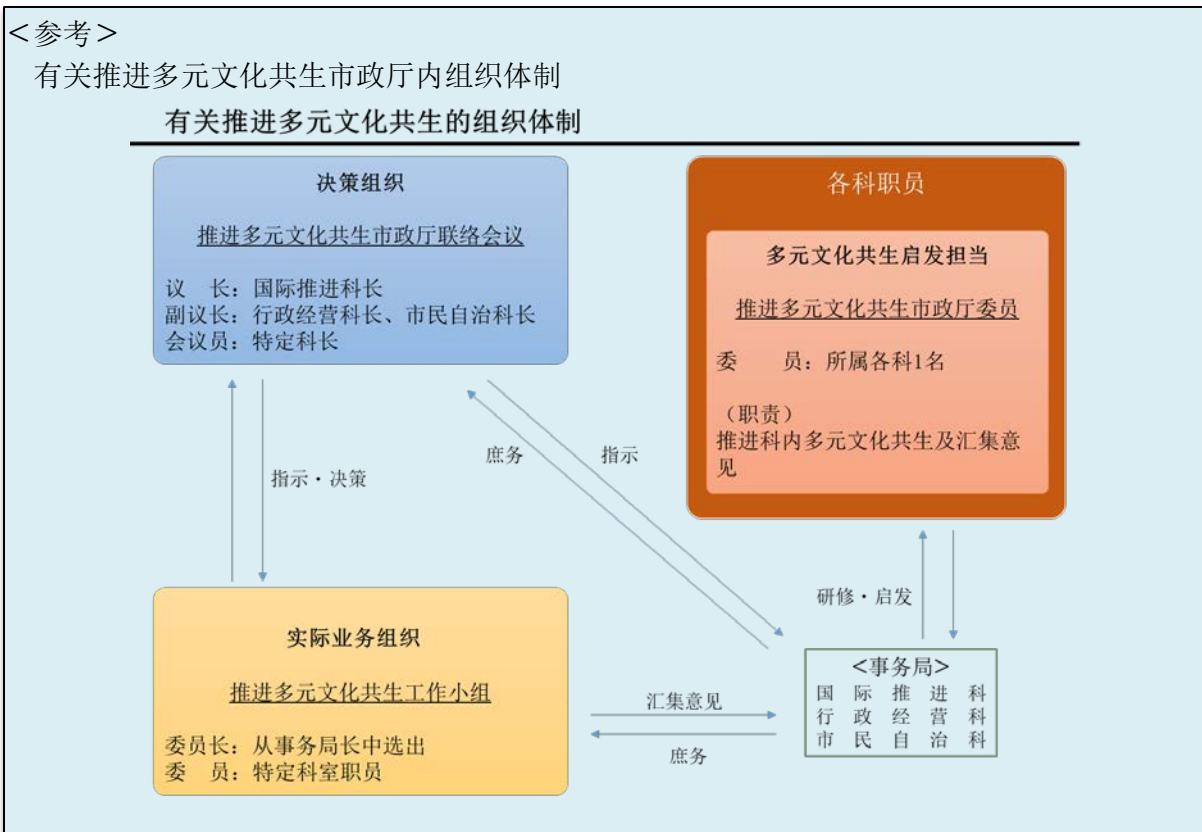 ＜参考＞
有关推进多元文化共生市政厅内组织体制
有关推进多元文化共生的组织体制
决策组织
推进多元文化共生市政厅联络会议
议　长：国际推进科长
副议长：行政经营科长、市民自治科长
会议员：特定科长
各科职员
多元文化共生启发担当
推进多元文化共生市政厅委员
委　　员：所属各科1名
（职责）
推进科内多元文化共生及汇集意
见
指示・决策
庶务
指示
研修・启发
实际业务组织
推进多元文化共生工作小组
委员长：从事务局长中选出
委　员：特定科室职员
汇集意见
庶务
<事务局>
国际推进科
行政经营科
市民自治科